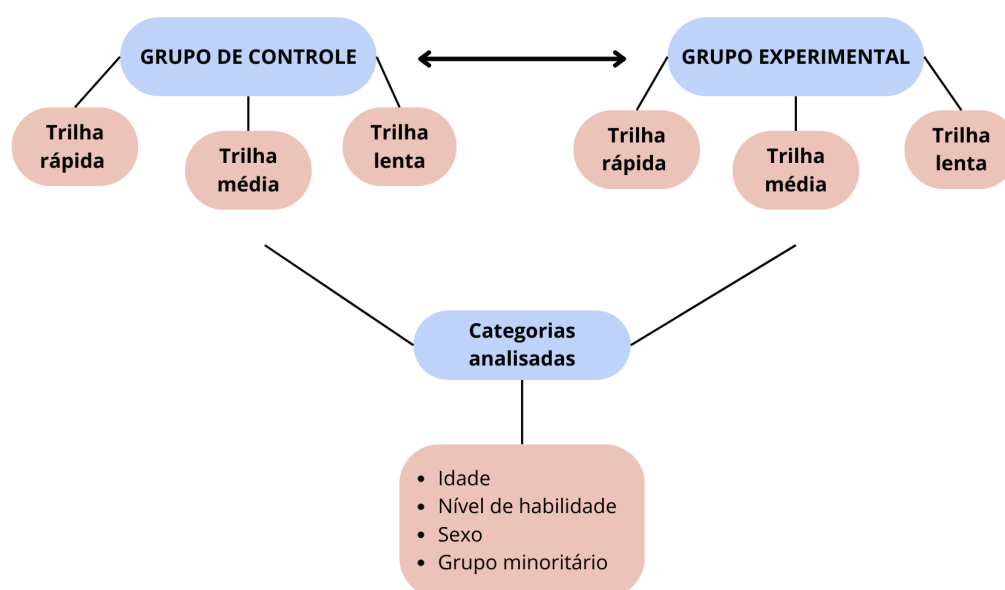 GRUPO DE CONTROLE
GRUPO EXPERIMENTAL
Trilha
rápida
Trilha
média
Trilha
lenta
Trilha
rápida
Trilha
média
Trilha
lenta
Categorias
analisadas
• Idade
• Nível de habilidade
• Sexo
• Grupo minoritário